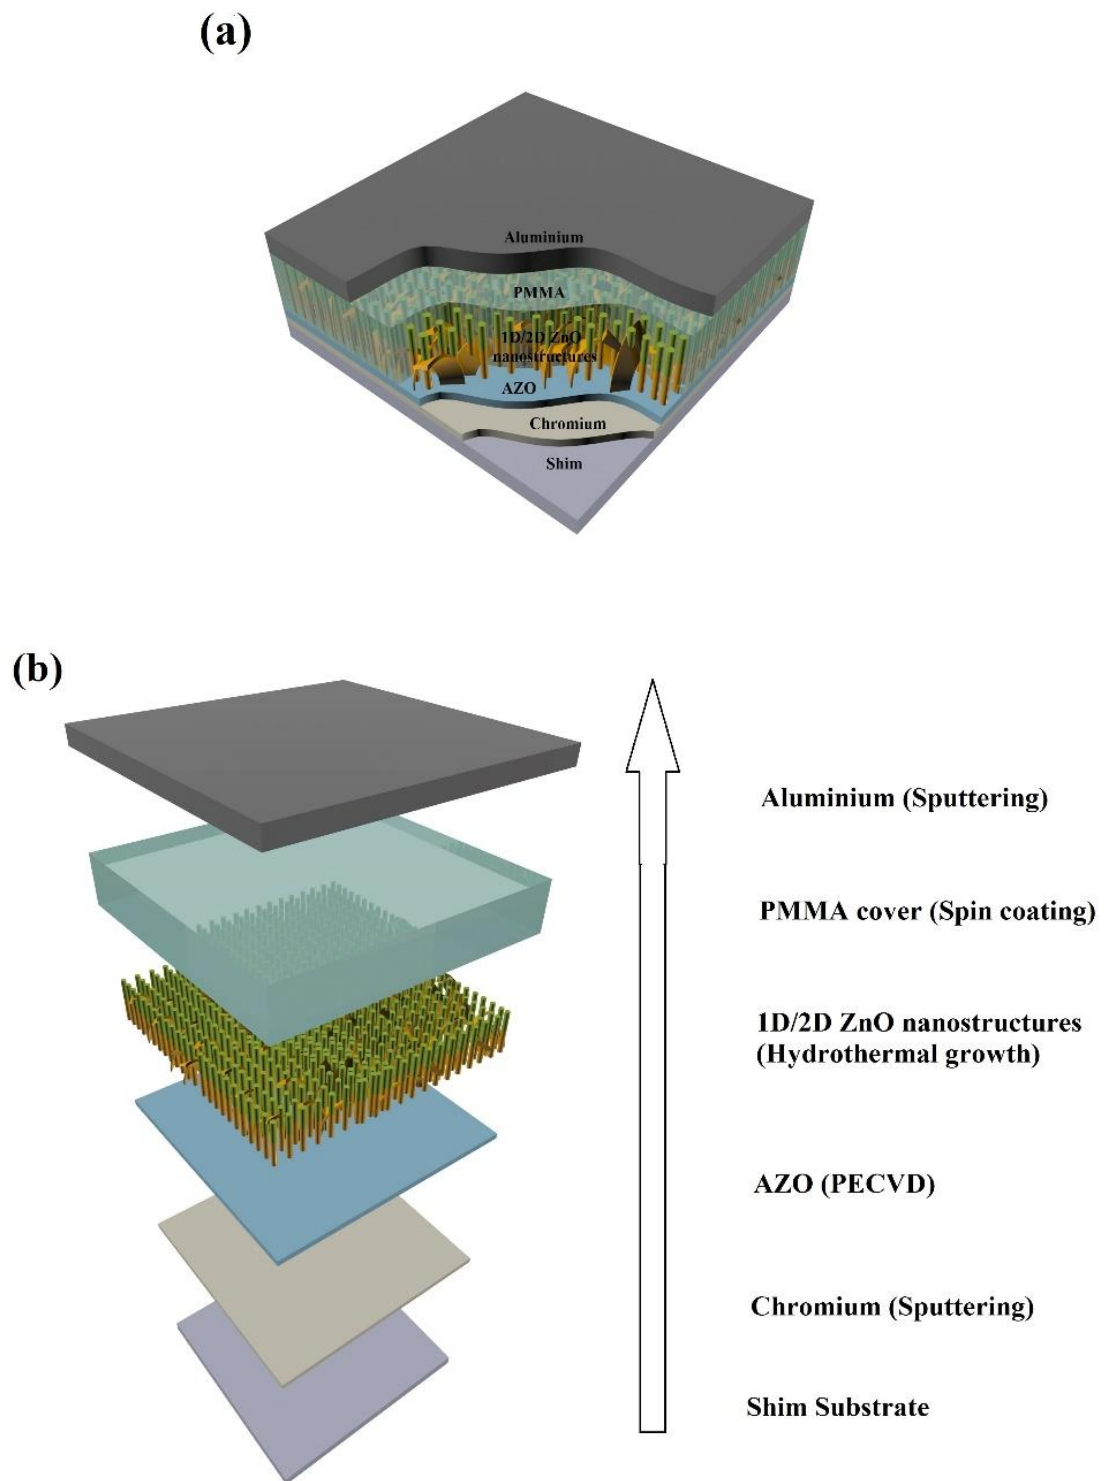 (a)
Aluminium
PMMA
1D/2D ZnO
nanostructures
AZO
Chromium
Shim
(b)
Aluminium (Sputtering)
PMMA cover (Spin coating)
1D/2D ZnO nanostructures
(Hydrothermal growth)
AZO (PECVD)
Chromium (Sputtering)
Shim Substrate